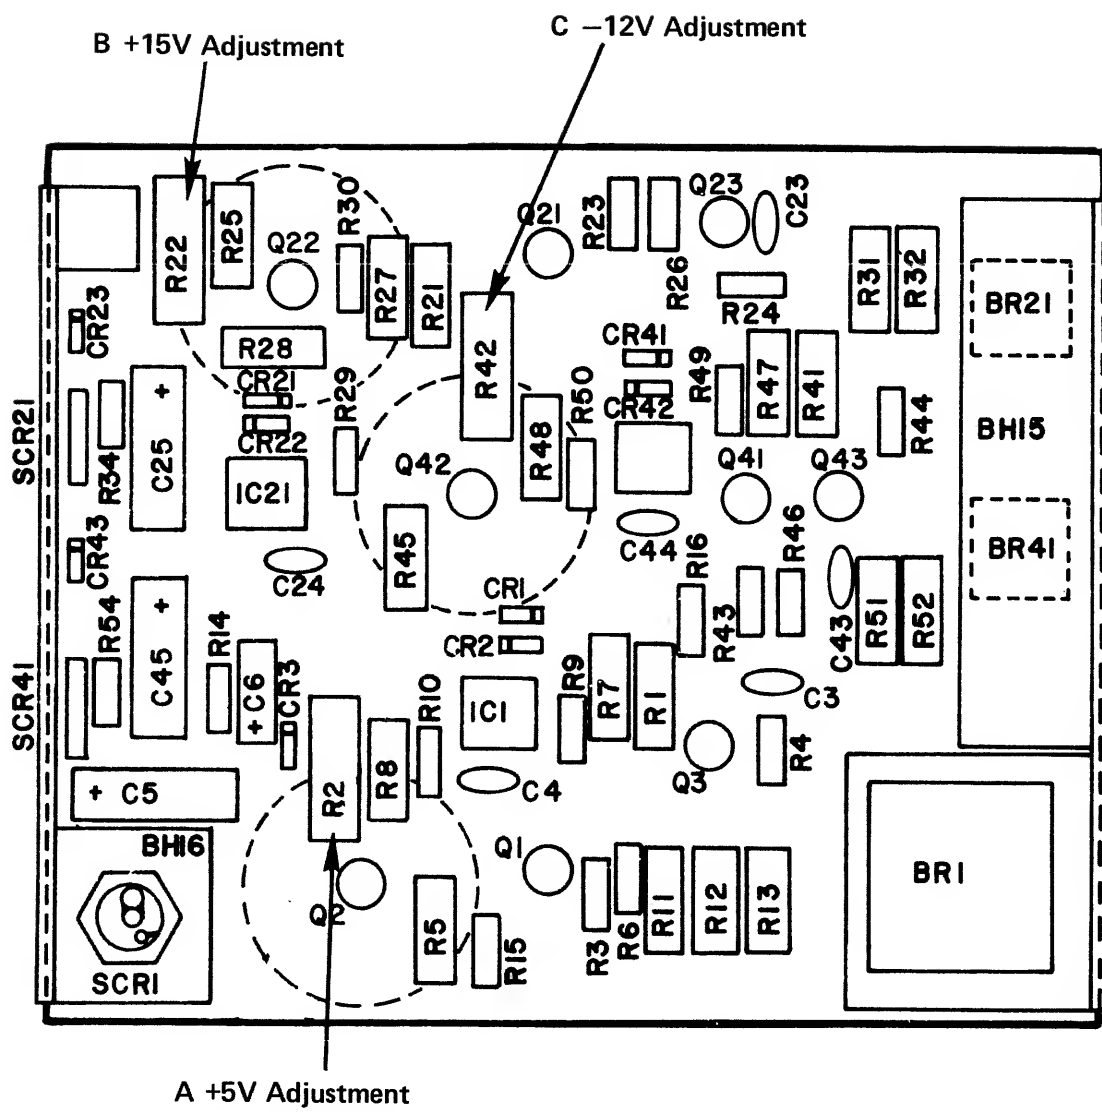 C –12V Adjustment
B +15V Adjustment
R22
R25
Q22
R30
R27
R21
Q21
R23
R26
Q23
C23
R24
R31
R32
BR21
CR23
R28
CR21
CR22
R29
R42
R48
R50
CR41
CR42
R49
R47
R41
R44
BH15
SCR21
R34
C25
+
IC21
Q42
Q41
Q43
BR41
CR43
C24
R45
C44
R16
R46
R43
C43
R51
R52
CR1
CR2
SCR41
R54
C45
+
R14
C6
+
CR3
R10
IC1
R9
R7
R1
C3
Q3
R4
+ C5
R2
R8
C4
BH16
SCR1
Q2
Q1
R5
R15
R3
R6
R11
R12
R13
BR1
A +5V Adjustment